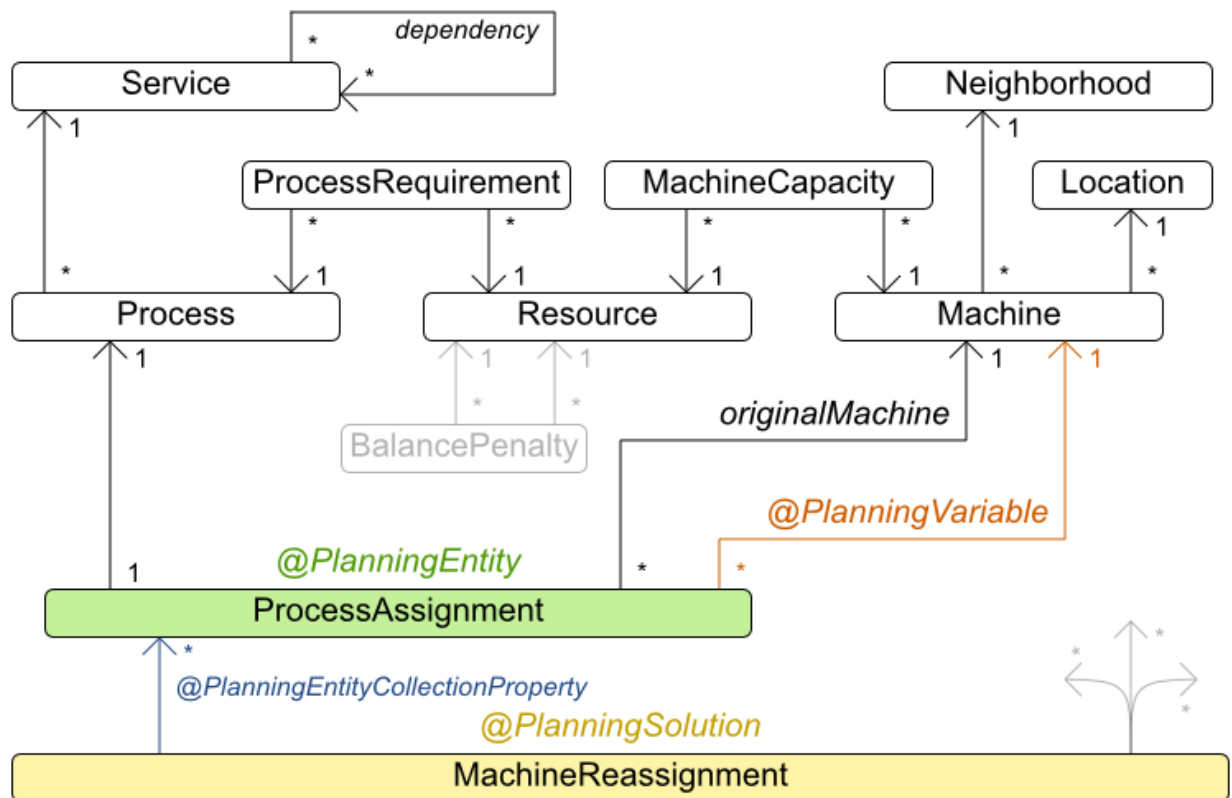 * dependency
*
Service
Neighborhood
1
1
ProcessRequirement
MachineCapacity
Location
* * * * 1
* 1 1 1 1 * *
Process
Resource
Machine
1 1 1 1 1
* *
originalMachine
BalancePenalty
@PlanningVariable
@PlanningEntity
1 * *
ProcessAssignment
* * *
@PlanningEntityCollectionProperty
*
@PlanningSolution
MachineReassignment